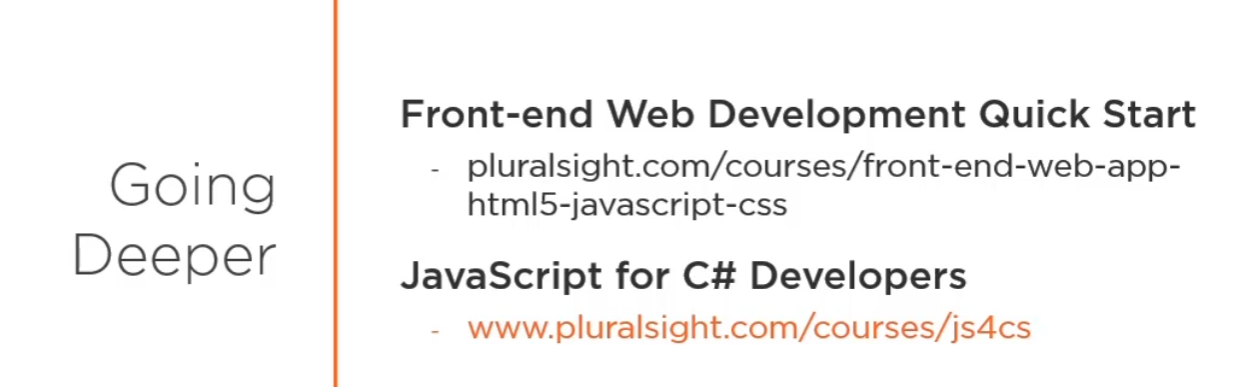 Going
Deeper
Front-end Web Development Quick Start
- pluralsight.com/courses/front-end-web-app-
html5-javascript-css
JavaScript for C# Developers
- www.pluralsight.com/courses/js4cs